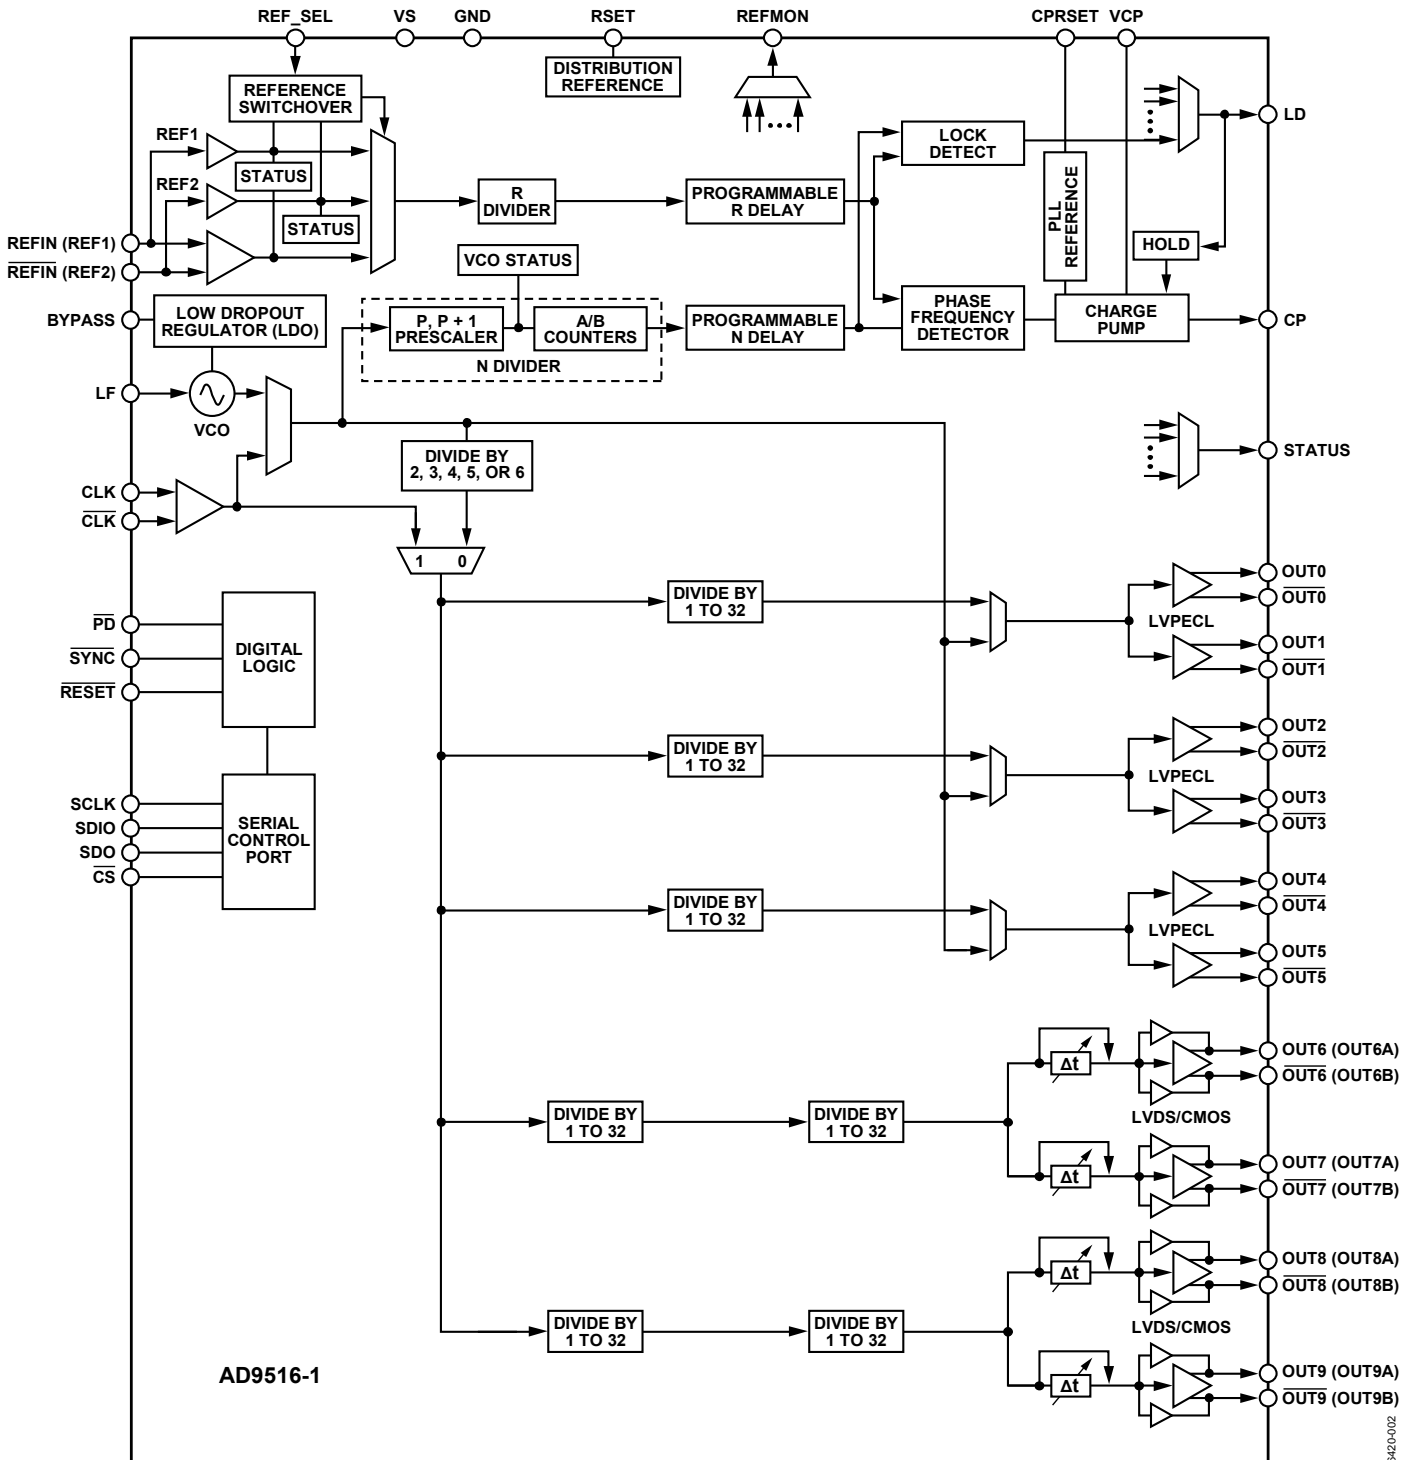 REF_SEL VS GND RSET REFMON CPRSET VCP
DISTRIBUTION
REFERENCE
REFERENCE
SWITCHOVER
REF1
STATUS
REF2
STATUS
R
DIVIDER
PROGRAMMABLE
R DELAY
LOCK
DETECT
LD
PLL
REFERENCE
HOLD
REFIN (REF1)
REFIN (REF2)
VCO STATUS
BYPASS
LOW DROPOUT
REGULATOR (LDO)
P, P + 1
PRESCALER
A/B
COUNTERS
N DIVIDER
PROGRAMMABLE
N DELAY
PHASE
FREQUENCY
DETECTOR
CHARGE
PUMP
CP
LF
VCO
DIVIDE BY
2, 3, 4, 5, OR 6
STATUS
CLK
CLK
1 0
PD
SYNC
RESET
DIGITAL
LOGIC
SCLK
SDIO
SDO
CS
SERIAL
CONTROL
PORT
DIVIDE BY
1 TO 32
LVPECL
OUT0
OUT0
OUT1
OUT1
DIVIDE BY
1 TO 32
LVPECL
OUT2
OUT2
OUT3
OUT3
DIVIDE BY
1 TO 32
LVPECL
OUT4
OUT4
OUT5
OUT5
DIVIDE BY
1 TO 32
DIVIDE BY
1 TO 32
Δt
Δt
LVDS/CMOS
OUT6 (OUT6A)
OUT6 (OUT6B)
OUT7 (OUT7A)
OUT7 (OUT7B)
DIVIDE BY
1 TO 32
DIVIDE BY
1 TO 32
Δt
Δt
LVDS/CMOS
OUT8 (OUT8A)
OUT8 (OUT8B)
OUT9 (OUT9A)
OUT9 (OUT9B)
AD9516-1